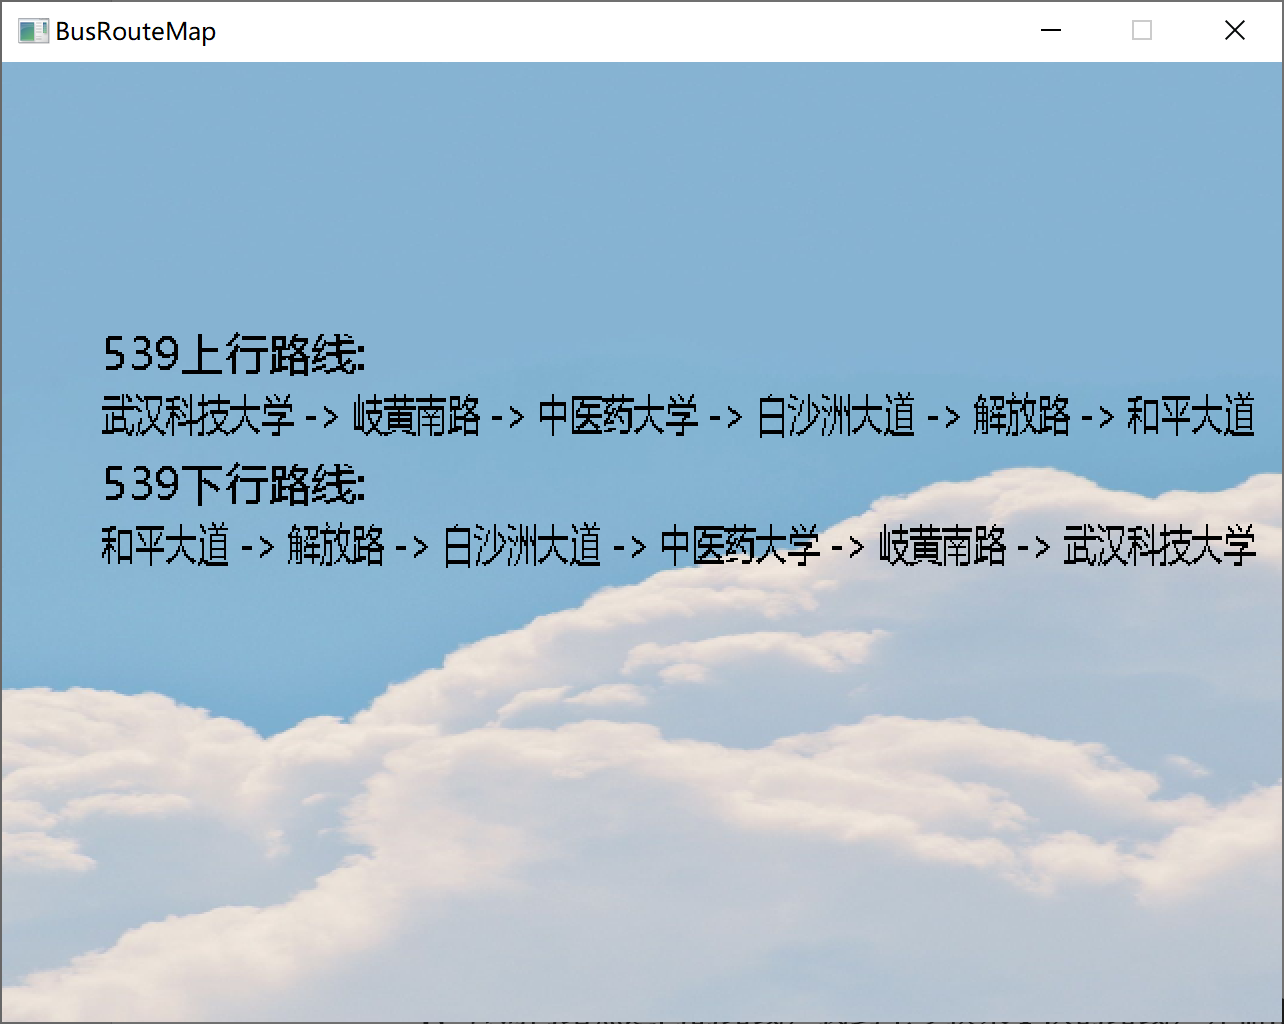 BusRouteMap
539上行路线:
武汉科技大学 -> 岐黄南路 -> 中医药大学 -> 白沙洲大道 -> 解放路 -> 和平大道
539下行路线:
和平大道 -> 解放路 -> 白沙洲大道 -> 中医药大学 -> 岐黄南路 -> 武汉科技大学